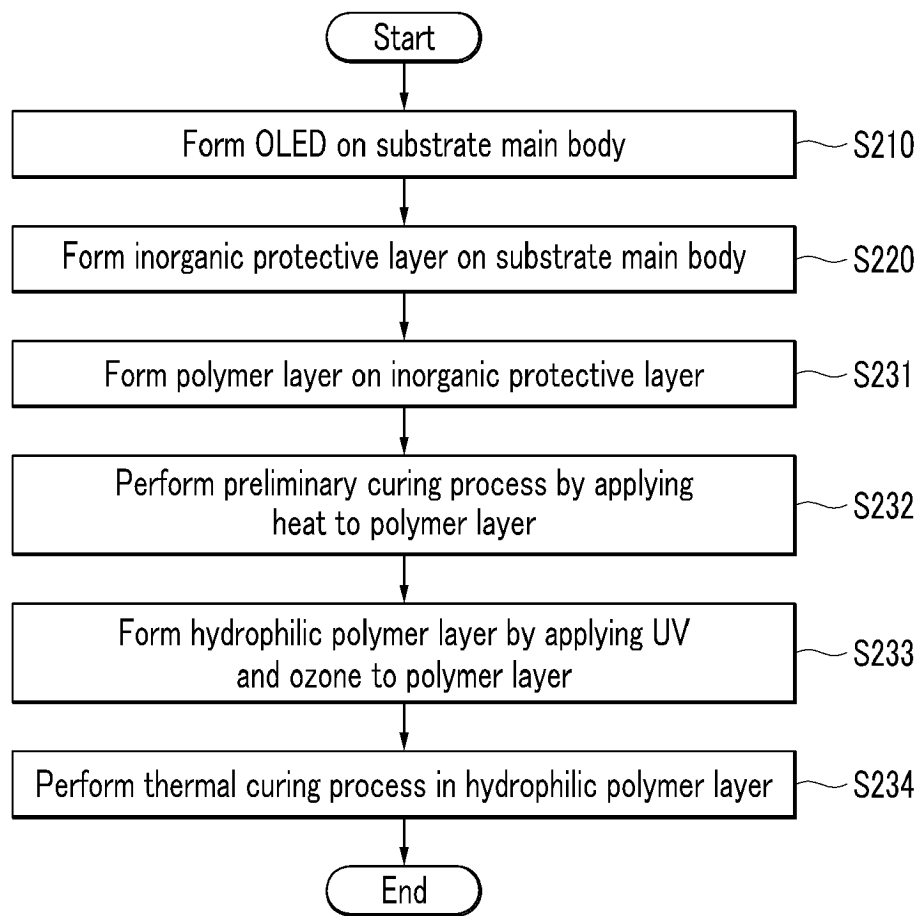 Start
Form OLED on substrate main body
S210
Form inorganic protective layer on substrate main body
S220
Form polymer layer on inorganic protective layer
S231
Perform preliminary curing process by applying
heat to polymer layer
S232
Form hydrophilic polymer layer by applying UV
and ozone to polymer layer
S233
Perform thermal curing process in hydrophilic polymer layer
S234
End